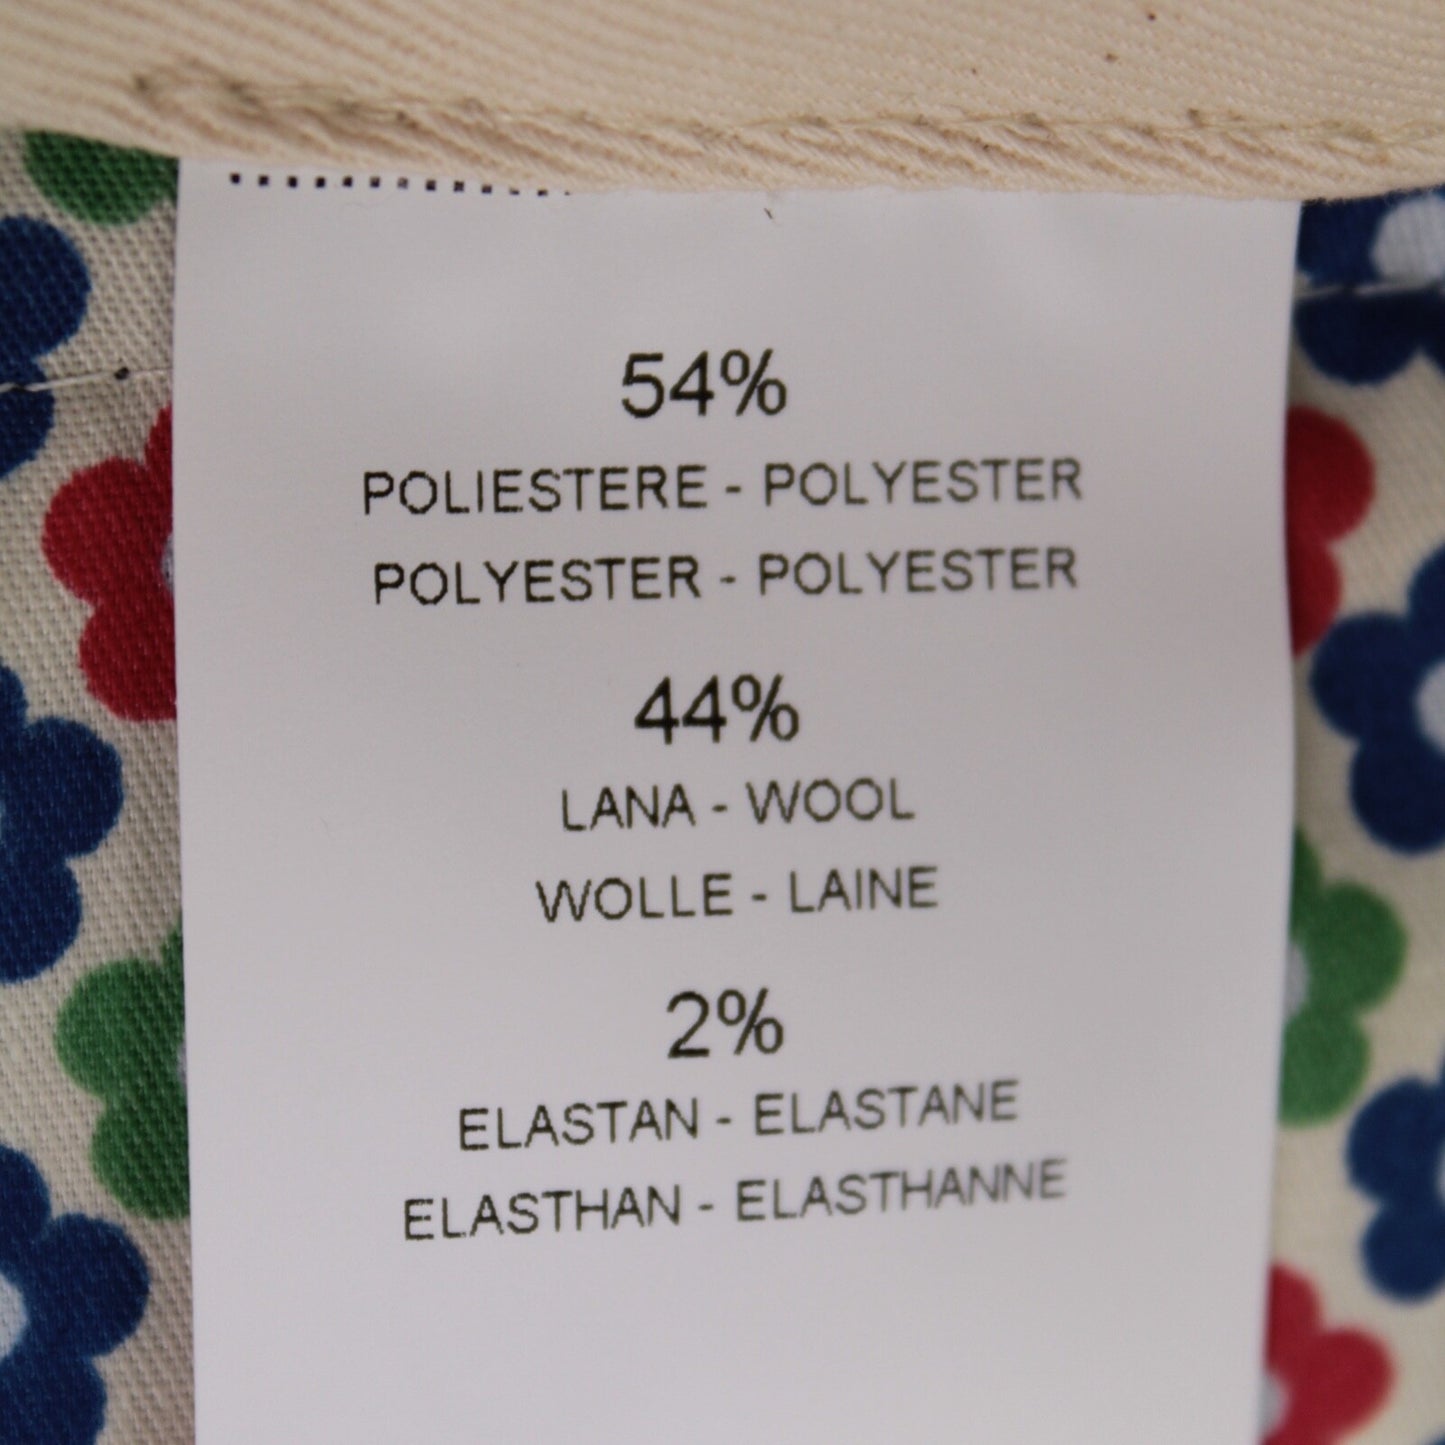 54%
POLIESTERE - POLYESTER
POLYESTER - POLYESTER
44%
LANA - WOOL
WOLLE - LAINE
2%
ELASTAN - ELASTANE
ELASTHAN - ELASTHANNE